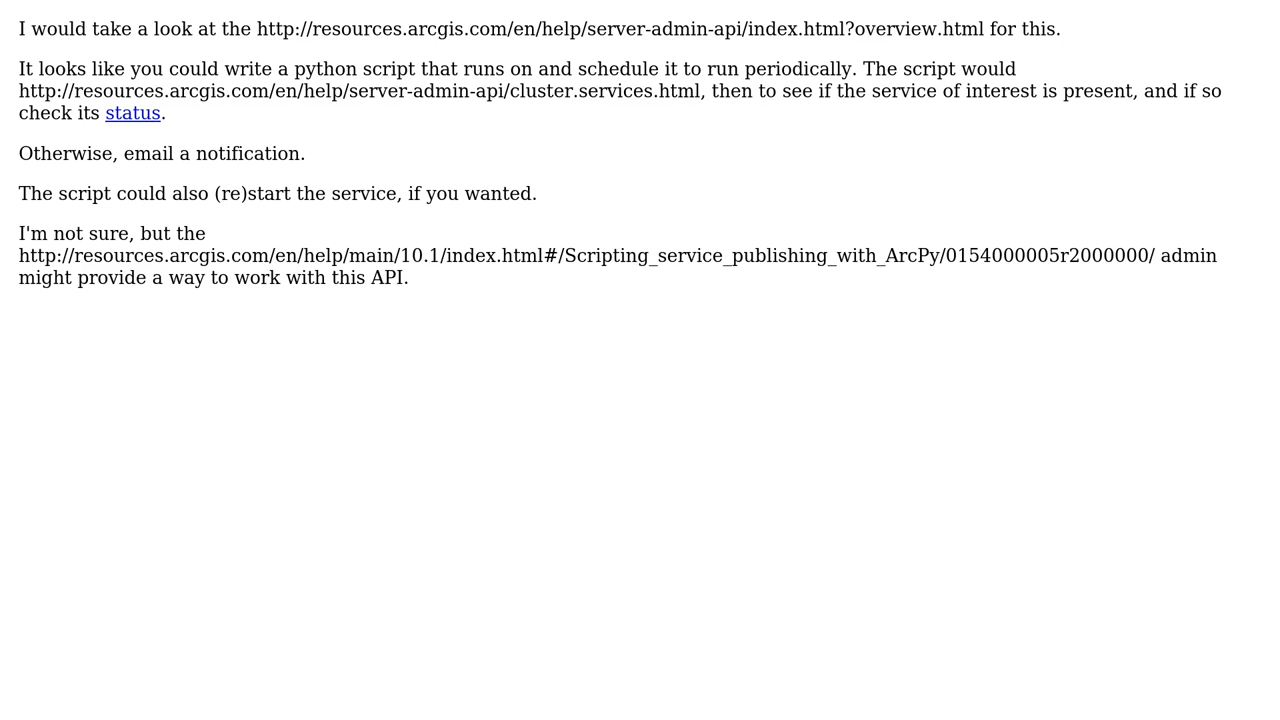 I would take a look at the http://resources.arcgis.com/en/help/server-admin-api/index.html?overview.html for this.
It looks like you could write a python script that runs on and schedule it to run periodically. The script would
http://resources.arcgis.com/en/help/server-admin-api/cluster.services.html, then to see if the service of interest is present, and if so
check its status.
Otherwise, email a notification.
The script could also (re)start the service, if you wanted.
I'm not sure, but the
http://resources.arcgis.com/en/help/main/10.1/index.html#/Scripting_service_publishing_with_ArcPy/0154000005r2000000/ admin
might provide a way to work with this API.